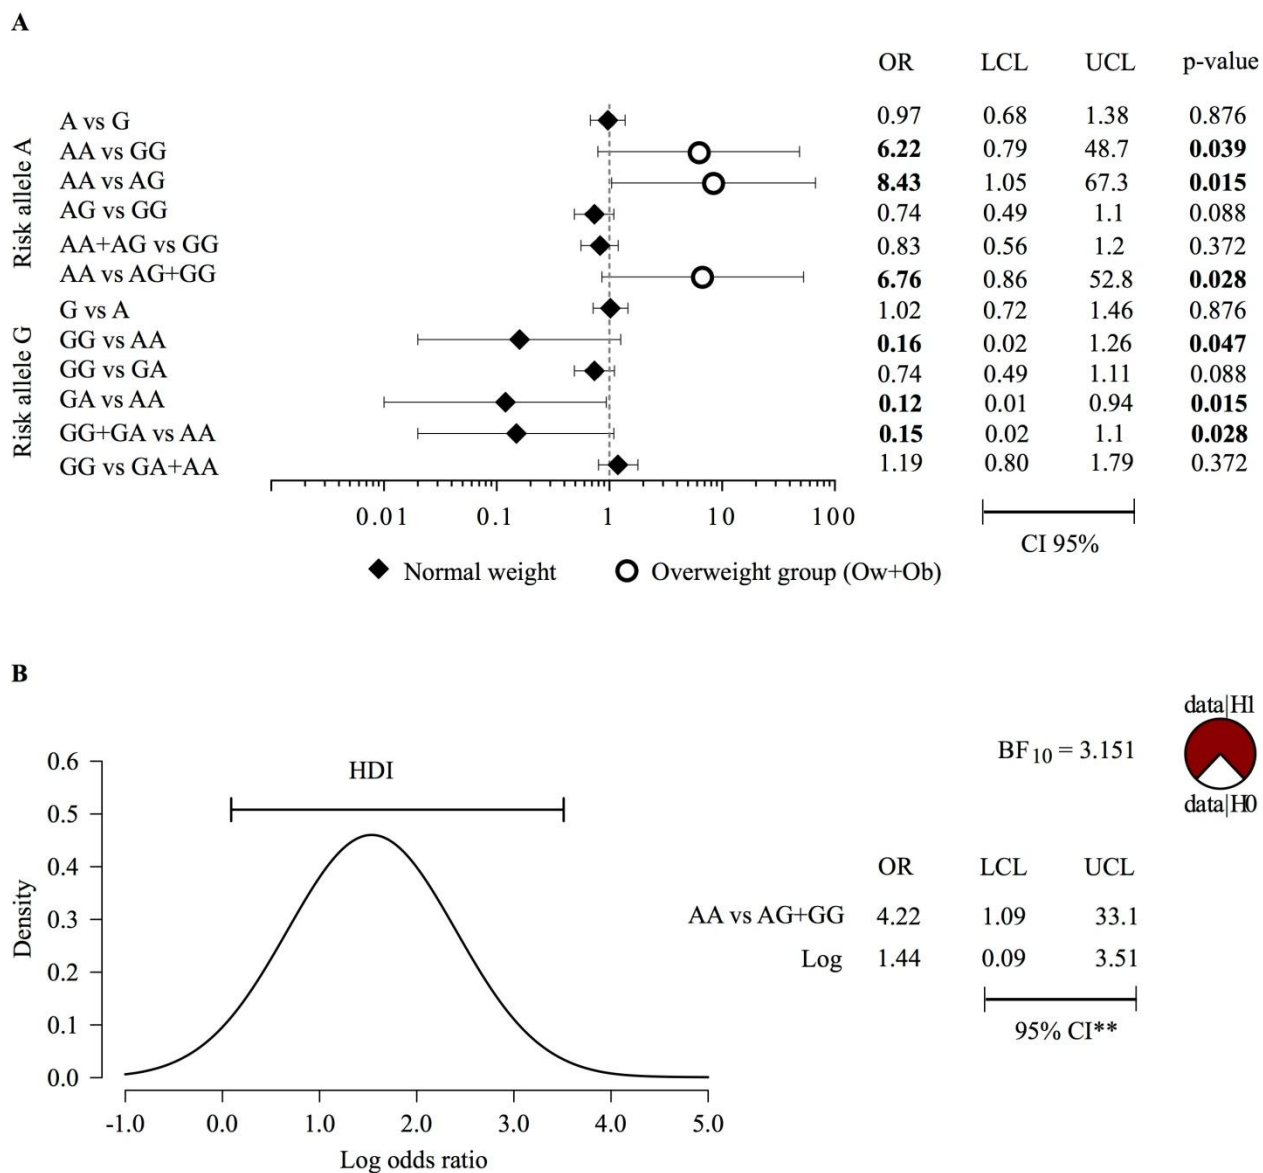 A
OR LCL UCL p-value
Risk allele A
A vs G 0.97 0.68 1.38 0.876
AA vs GG 6.22 0.79 48.7 0.039
AA vs AG 8.43 1.05 67.3 0.015
AG vs GG 0.74 0.49 1.1 0.088
AA+AG vs GG 0.83 0.56 1.2 0.372
AA vs AG+GG 6.76 0.86 52.8 0.028
Risk allele G
G vs A 1.02 0.72 1.46 0.876
GG vs AA 0.16 0.02 1.26 0.047
GG vs GA 0.74 0.49 1.11 0.088
GA vs AA 0.12 0.01 0.94 0.015
GG+GA vs AA 0.15 0.02 1.1 0.028
GG vs GA+AA 1.19 0.80 1.79 0.372
0.01 0.1 1 10 100
CI 95%
Normal weight Overweight group (Ow+Ob)
B
data|H1
BF10 = 3.151
data|H0
HDI
0.6
0.5
0.4
0.3
0.2
0.1
0.0
Density
-1.0 0.0 1.0 2.0 3.0 4.0 5.0
Log odds ratio
OR LCL UCL
AA vs AG+GG 4.22 1.09 33.1
Log 1.44 0.09 3.51
95% CI**